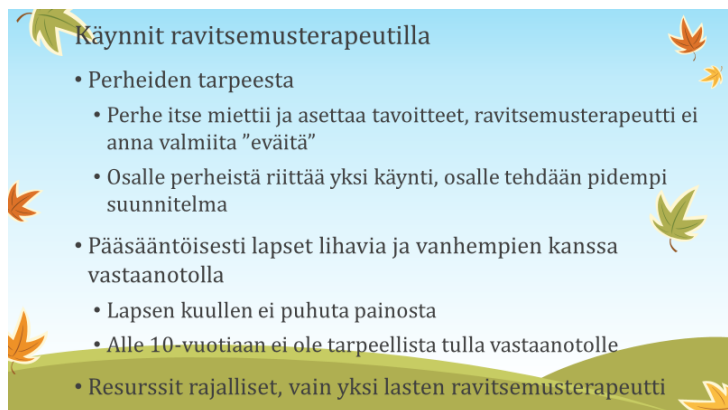 Käynnit ravitsemusterapeutilla
• Perheiden tarpeesta
• Perhe itse miettii ja asettaa tavoitteet, ravitsemusterapeutti ei
anna valmiita ”eväitä”
• Osalle perheistä riittää yksi käynti, osalle tehdään pidempi
suunnitelma
• Pääsääntöisesti lapset lihavia ja vanhempien kanssa
vastaanotolla
• Lapsen kuullen ei puhuta painosta
• Alle 10-vuotiaan ei ole tarpeellista tulla vastaanotolle
• Resurssit rajalliset, vain yksi lasten ravitsemusterapeutti